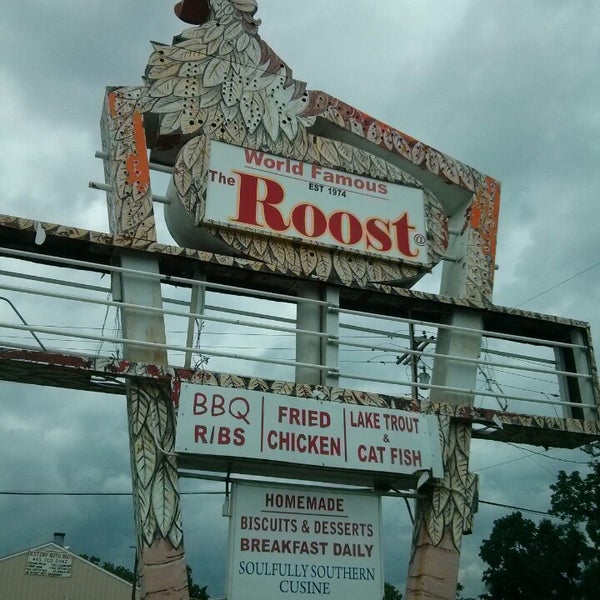 World Famous
EST 1974
The Roost @
BBQ RIBS
FRIED CHICKEN
LAKE TROUT & CAT FISH
HOMEMADE
BISCUITS & DESSERTS
BREAKFAST DAILY
SOULFULLY SOUTHERN
CUSINE